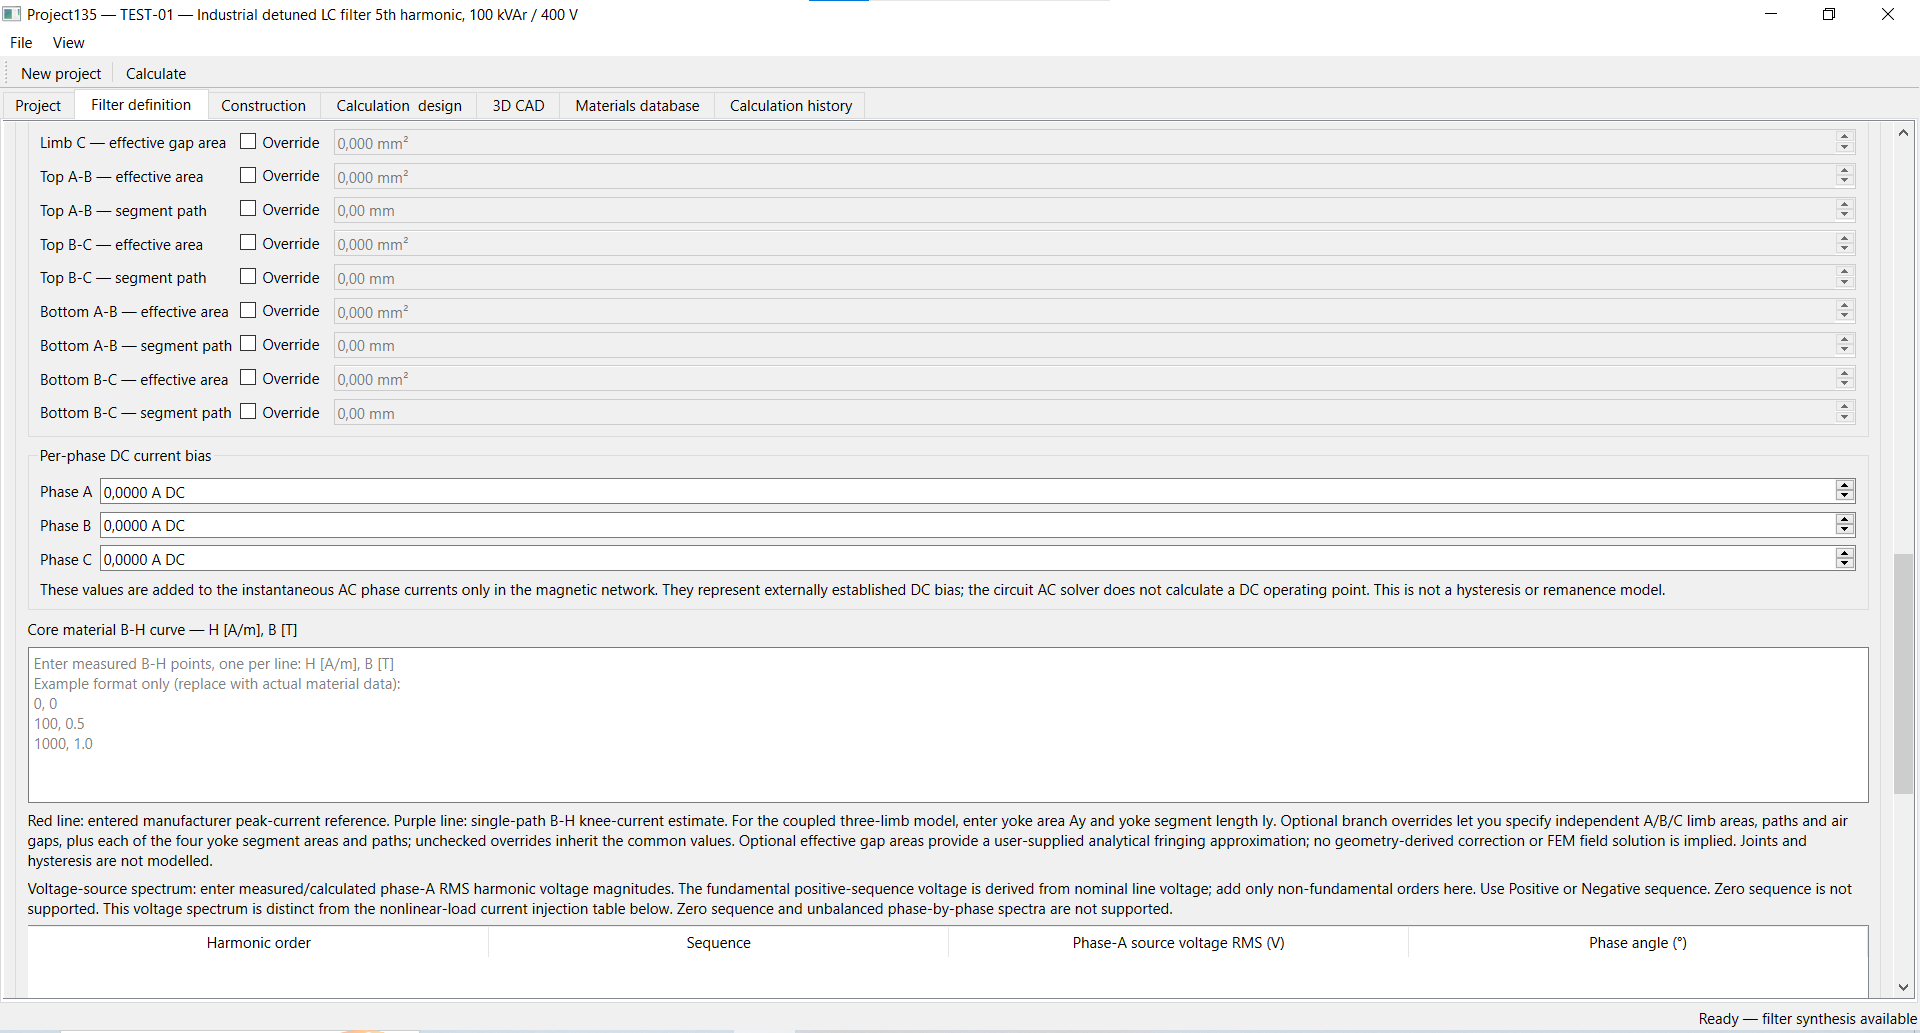 Project135 — TEST-01 — Industrial detuned LC filter 5th harmonic, 100 kVAr / 400 V
File View
New project Calculate
Project Filter definition Construction Calculation design 3D CAD Materials database Calculation history
Limb C — effective gap area Override 0,000 mm²
Top A-B — effective area Override 0,000 mm²
Top A-B — segment path Override 0,00 mm
Top B-C — effective area Override 0,000 mm²
Top B-C — segment path Override 0,00 mm
Bottom A-B — effective area Override 0,000 mm²
Bottom A-B — segment path Override 0,00 mm
Bottom B-C — effective area Override 0,000 mm²
Bottom B-C — segment path Override 0,00 mm
Per-phase DC current bias
Phase A 0,0000 A DC
Phase B 0,0000 A DC
Phase C 0,0000 A DC
These values are added to the instantaneous AC phase currents only in the magnetic network. They represent externally established DC bias; the circuit AC solver does not calculate a DC operating point. This is not a hysteresis or remanence model.
Core material B-H curve — H [A/m], B [T]
Enter measured B-H points, one per line: H [A/m], B [T]
Example format only (replace with actual material data):
0, 0
100, 0.5
1000, 1.0
Red line: entered manufacturer peak-current reference. Purple line: single-path B-H knee-current estimate. For the coupled three-limb model, enter yoke area Ay and yoke segment length ly. Optional branch overrides let you specify independent A/B/C limb areas, paths and air
gaps, plus each of the four yoke segment areas and paths; unchecked overrides inherit the common values. Optional effective gap areas provide a user-supplied analytical fringing approximation; no geometry-derived correction or FEM field solution is implied. Joints and
hysteresis are not modelled.
Voltage-source spectrum: enter measured/calculated phase-A RMS harmonic voltage magnitudes. The fundamental positive-sequence voltage is derived from nominal line voltage; add only non-fundamental orders here. Use Positive or Negative sequence. Zero sequence is not
supported. This voltage spectrum is distinct from the nonlinear-load current injection table below. Zero sequence and unbalanced phase-by-phase spectra are not supported.
Harmonic order Sequence Phase-A source voltage RMS (V) Phase angle (°)
Ready — filter synthesis available